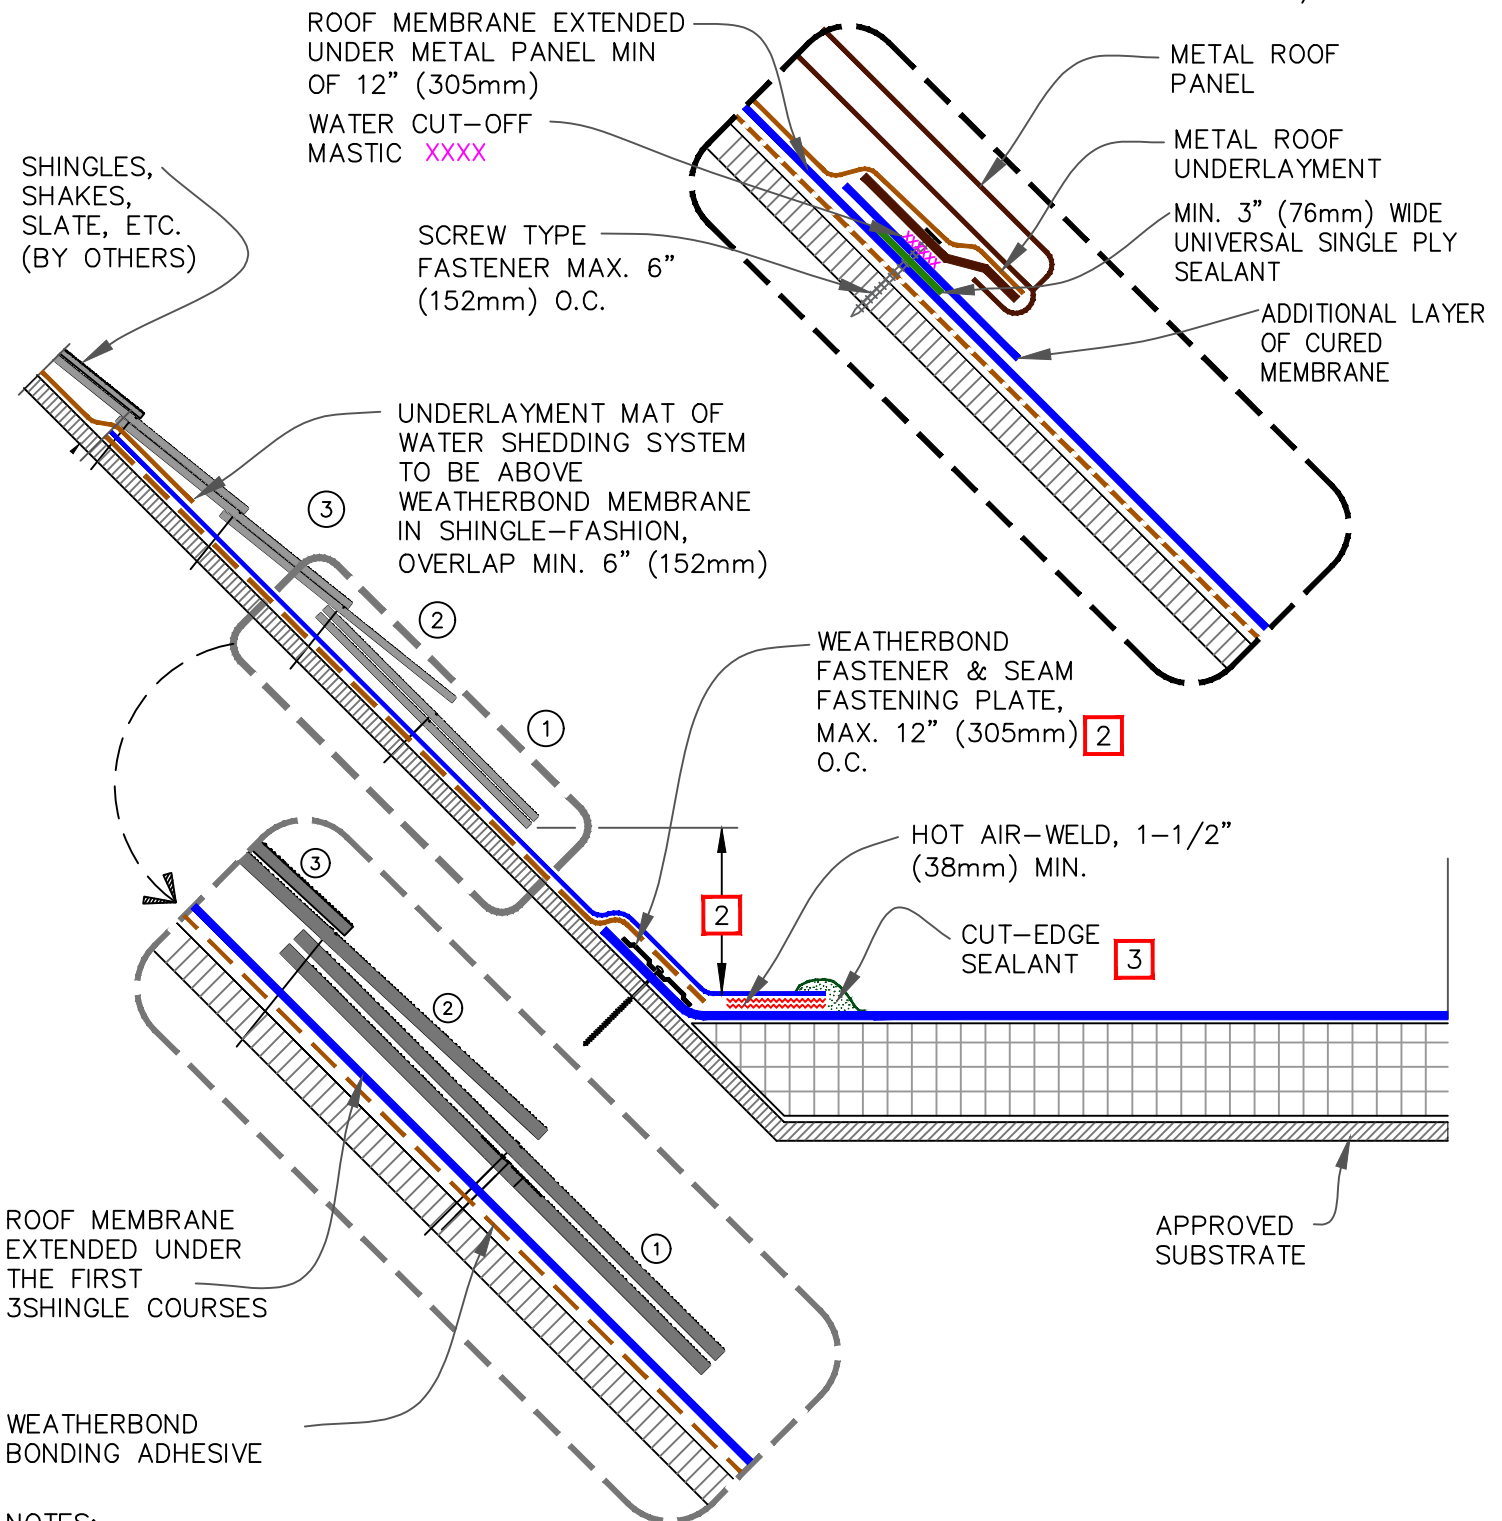 ROOF MEMBRANE EXTENDED
UNDER METAL PANEL MIN
OF 12” (305mm)
WATER CUT-OFF
MASTIC XXXX
METAL ROOF
PANEL
METAL ROOF
UNDERLAYMENT
SHINGLES,
SHAKES,
SLATE, ETC.
(BY OTHERS)
SCREW TYPE
FASTENER MAX. 6”
(152mm) O.C.
MIN. 3” (76mm) WIDE
UNIVERSAL SINGLE PLY
SEALANT
ADDITIONAL LAYER
OF CURED
MEMBRANE
UNDERLAYMENT MAT OF
WATER SHEDDING SYSTEM
TO BE ABOVE
WEATHERBOND MEMBRANE
IN SHINGLE-FASHION,
OVERLAP MIN. 6” (152mm)
3
2
1
WEATHERBOND
FASTENER & SEAM
FASTENING PLATE,
MAX. 12” (305mm) 2
O.C.
HOT AIR-WELD, 1-1/2”
(38mm) MIN.
2
CUT-EDGE
SEALANT 3
3
2
1
ROOF MEMBRANE
EXTENDED UNDER
THE FIRST
3SHINGLE COURSES
APPROVED
SUBSTRATE
WEATHERBOND
BONDING ADHESIVE
NOTES: